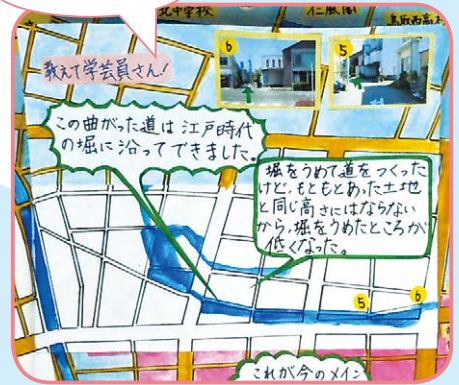 北中学校
仁風閣
鳥取西高校
教えて学芸員さん!
6
5
この曲がった道は江戸時代
の堀に沿ってできました。
堀をうめて道をつくった
けど、もともとあった土地
と同じ高さにはならない
から、堀をうめたところが
低くなった。
5
6
これが今のメイン